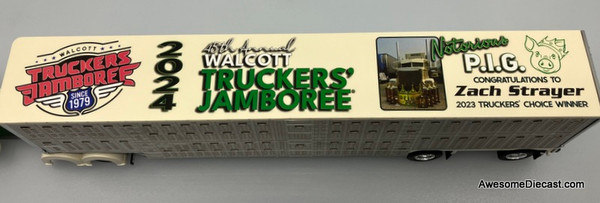 WALCOTT
TRUCKERS
JAMBOREE
SINCE
1979
2024
45th Annual
WALCOTT
TRUCKERS'
JAMBOREE
Notorious
P.I.G.
CONGRATULATIONS TO
Zach Strayer
2023 TRUCKERS' CHOICE WINNER
AwesomeDiecast.com